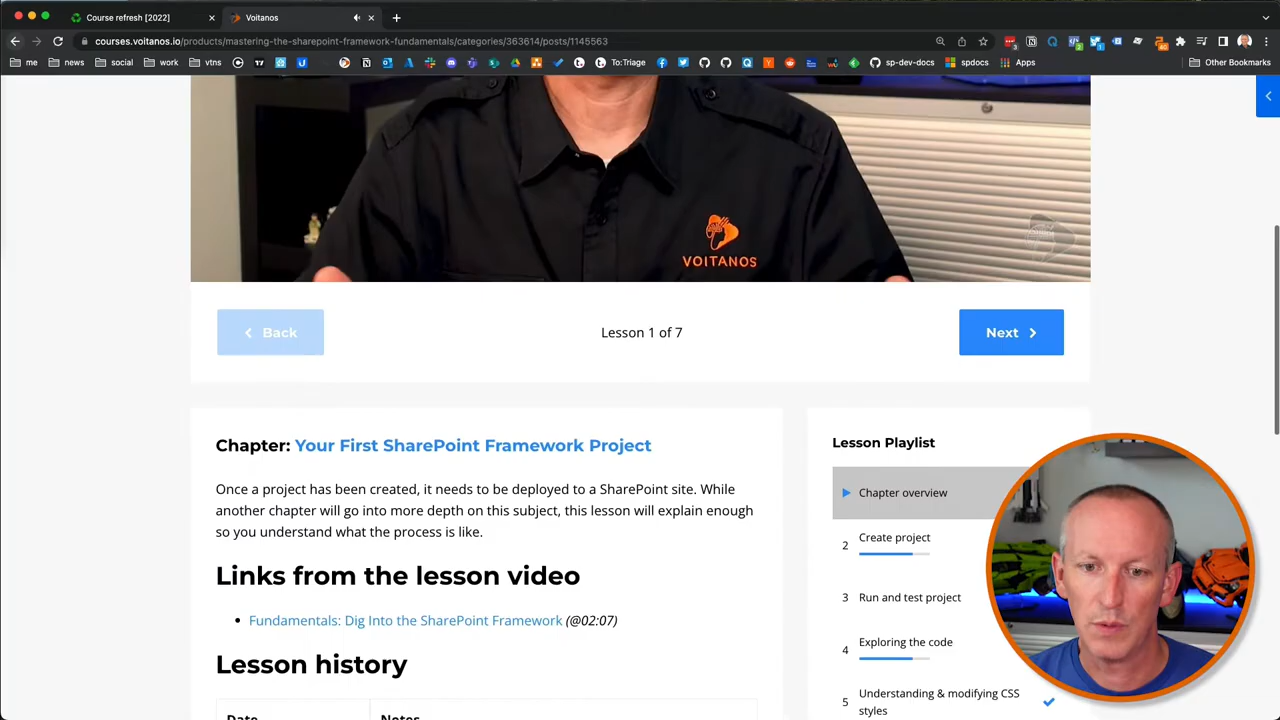 Course refresh [2022]
Voitanos
courses.voitanos.io/products/mastering-the-sharepoint-framework-fundamentals/categories/363614/posts/1145563
me
news
social
work
vtns
To:Triage
sp-dev-docs
spdocs
Apps
Other Bookmarks
VOITANOS
Back
Lesson 1 of 7
Next
Chapter: Your First SharePoint Framework Project
Once a project has been created, it needs to be deployed to a SharePoint site. While
another chapter will go into more depth on this subject, this lesson will explain enough
so you understand what the process is like.
Links from the lesson video
• Fundamentals: Dig Into the SharePoint Framework (@02:07)
Lesson history
Date
Notes
Lesson Playlist
Chapter overview
2 Create project
3 Run and test project
4 Exploring the code
5 Understanding & modifying CSS
styles